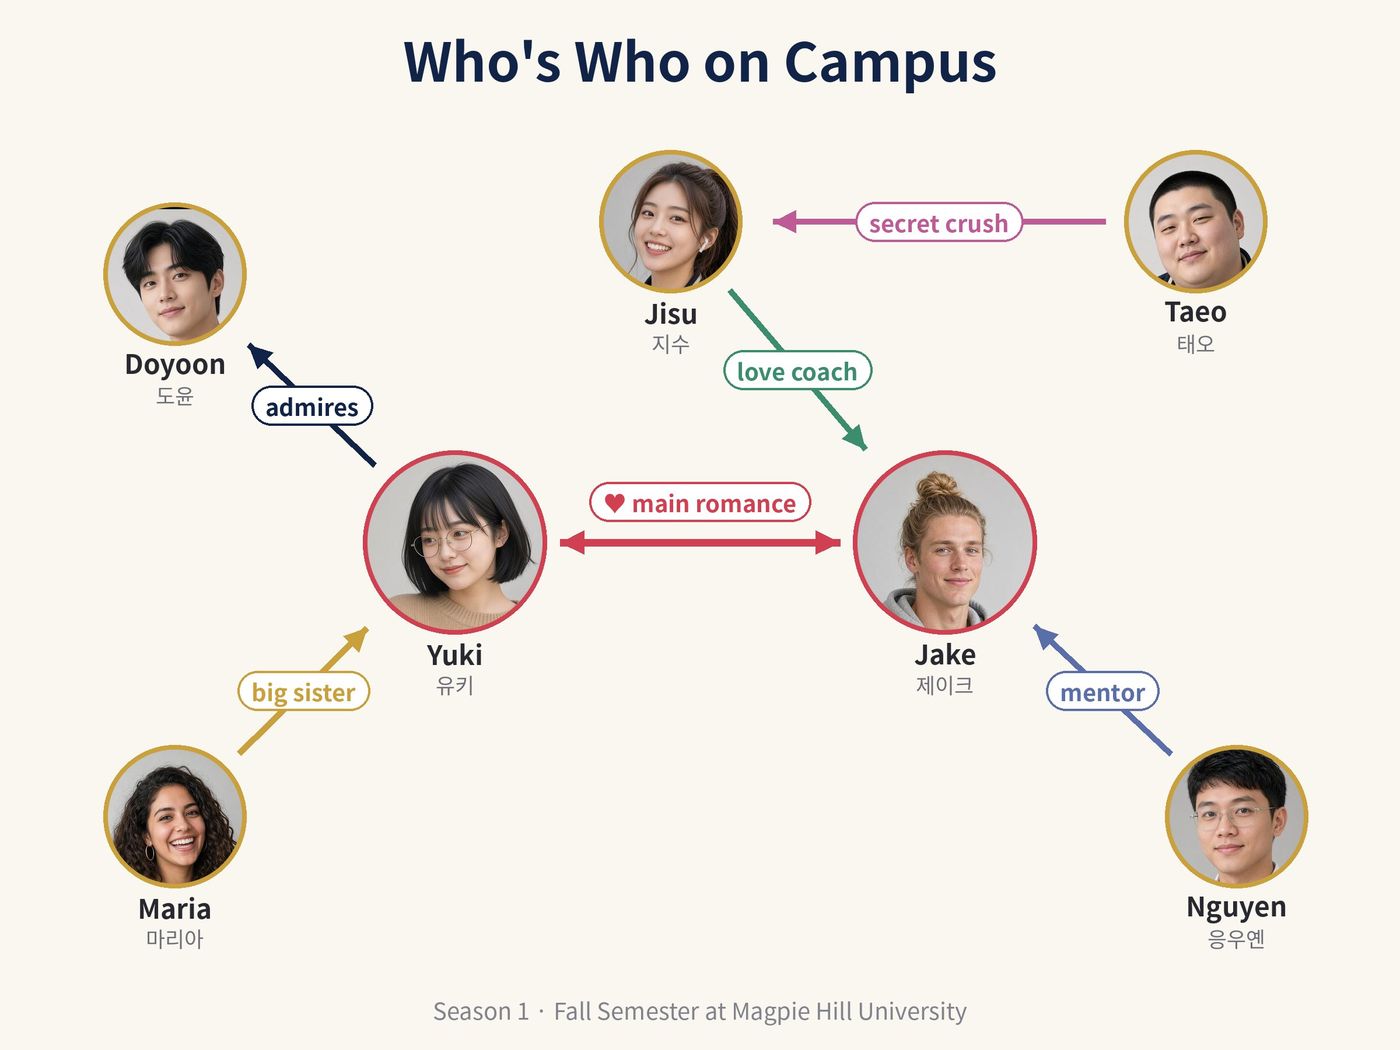 Who's Who on Campus
secret crush
Jisu
지수
Taeo
태오
Doyoon
도윤
love coach
admires
♥ main romance
Yuki
유키
Jake
제이크
big sister
mentor
Maria
마리아
Nguyen
응우옌
Season 1 · Fall Semester at Magpie Hill University